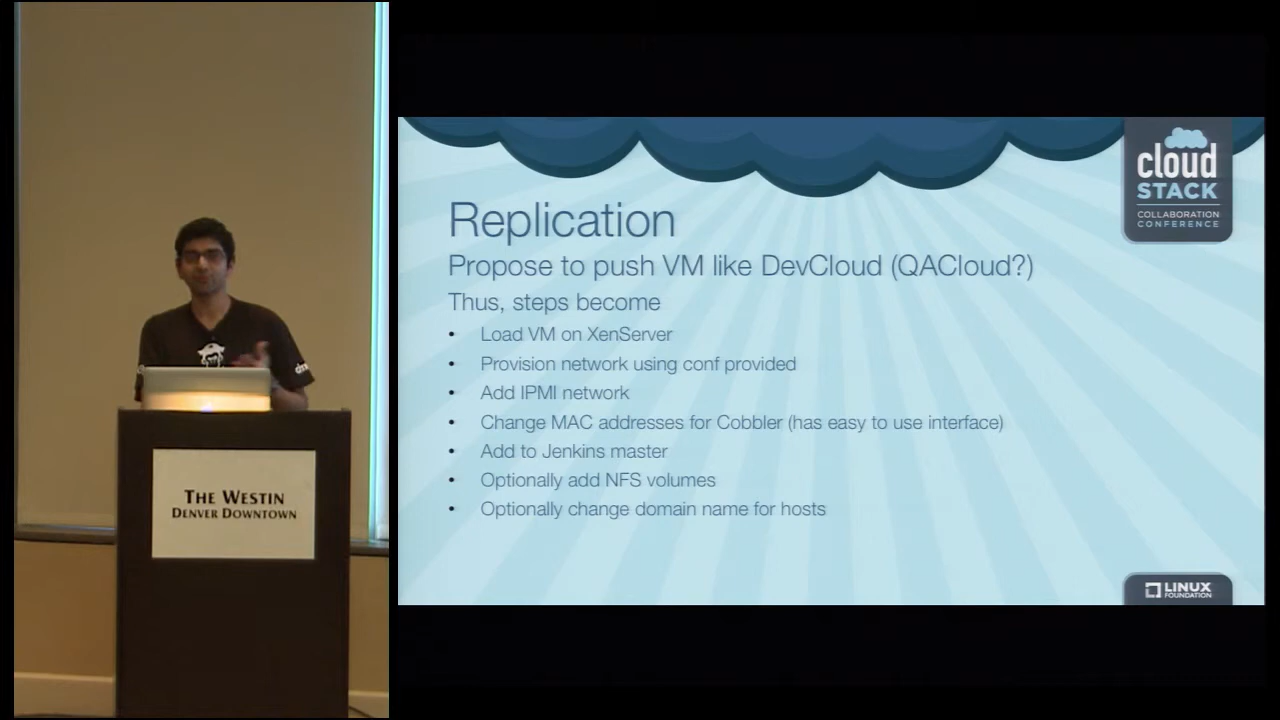 THE WESTIN
DENVER DOWNTOWN
cloud
STACK
COLLABORATION
CONFERENCE
Replication
Propose to push VM like DevCloud (QACloud?)
Thus, steps become
• Load VM on XenServer
• Provision network using conf provided
• Add IPMI network
• Change MAC addresses for Cobbler (has easy to use interface)
• Add to Jenkins master
• Optionally add NFS volumes
• Optionally change domain name for hosts
LINUX
FOUNDATION